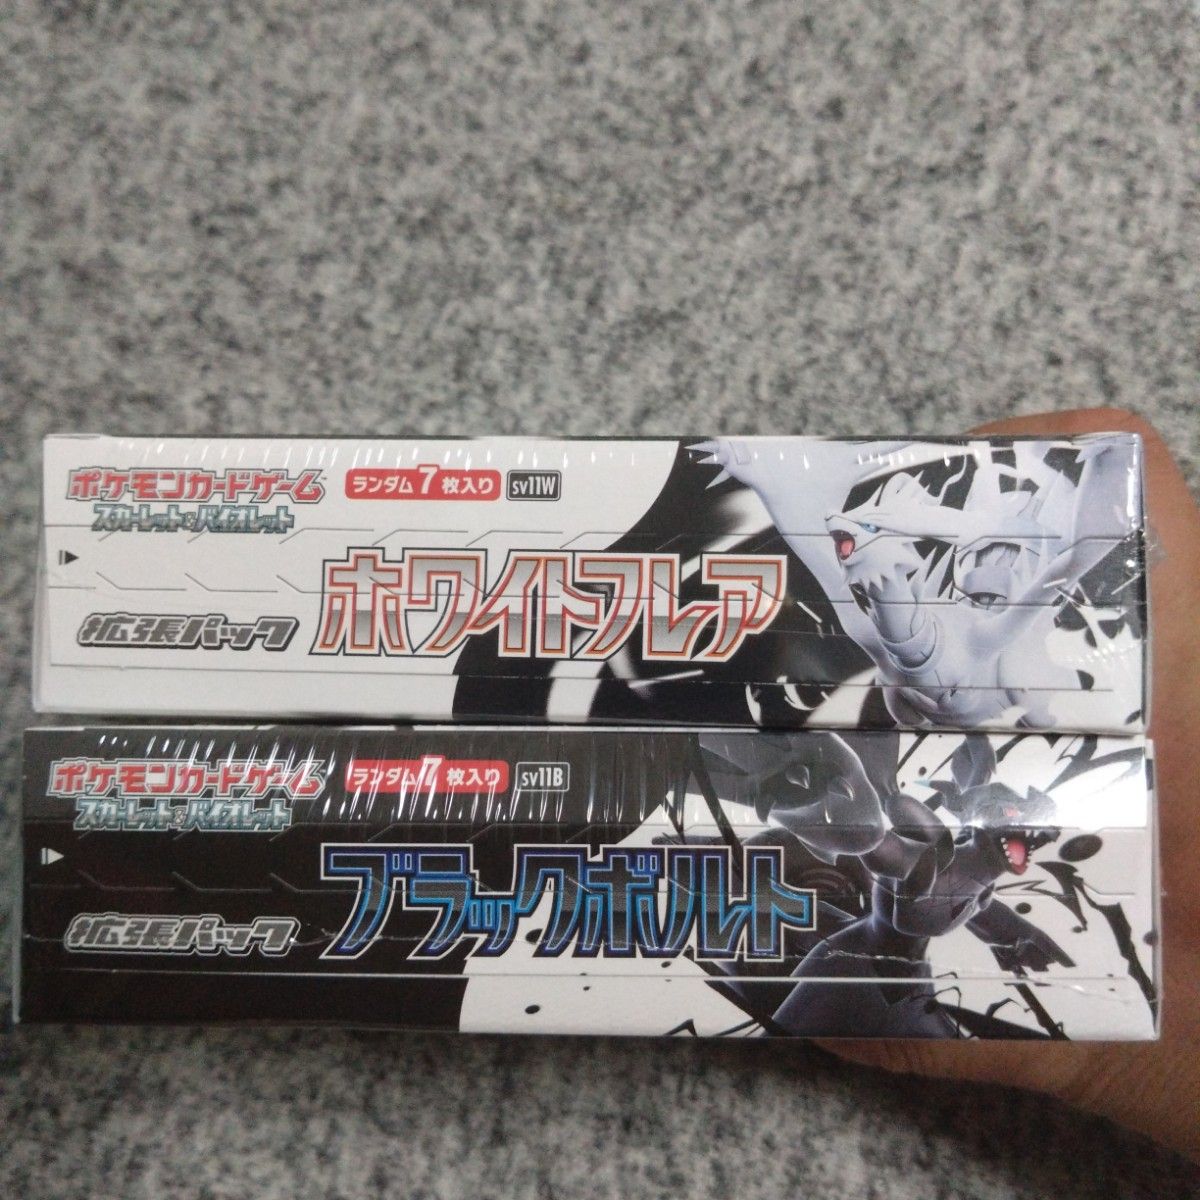 ポケモンカードゲーム
スカーレット&バイオレット
ランダム7枚入り
SV11W
拡張パック
ホワイトフレア
ポケモンカードゲーム
スカーレット&バイオレット
ランダム7枚入り
SV11B
拡張パック
ブラックボルト